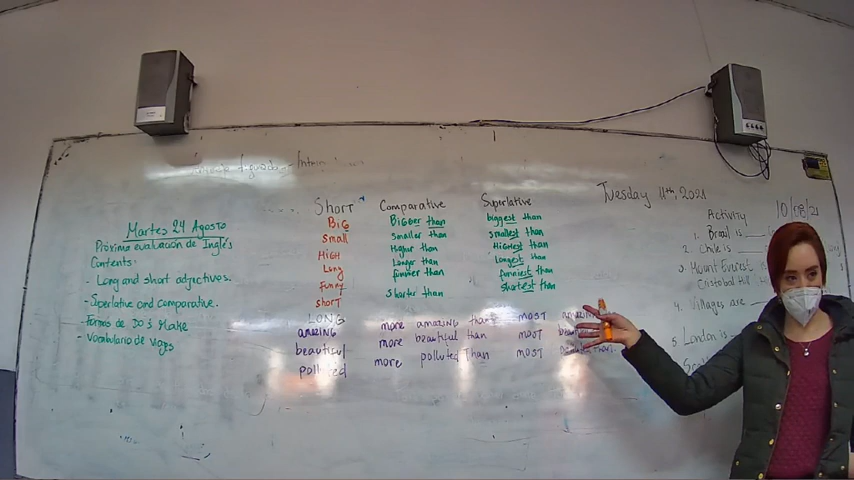 Martes 24 Agosto
Próxima evaluación de Inglés
Contents:
- Long and short adjectives.
- Superlative and comparative.
- Formas de DO & Make
- Vocabulario de viajes
Short Comparative Superlative
BIG BIGGer than biggest than
Small Smaller than smallest than
HIGH Higher than HIGHest than
Long Longer than Longest than
funny funnier than funniest than
short shorter than shortest than
LONG
amazing more amazing than most
beautiful more beautiful than most
polluted more polluted than most
Tuesday 2021
Activity 10/08/21
1. Brazil is
2. Chile is
3. Mount Everest
Cristobal Hill
4. Villages are
5. London is